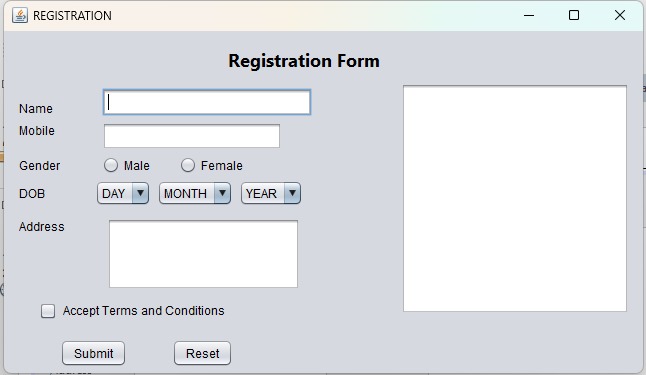 REGISTRATION
Registration Form
Name
Mobile
Gender Male Female
DOB DAY MONTH YEAR
Address
Accept Terms and Conditions
Submit Reset